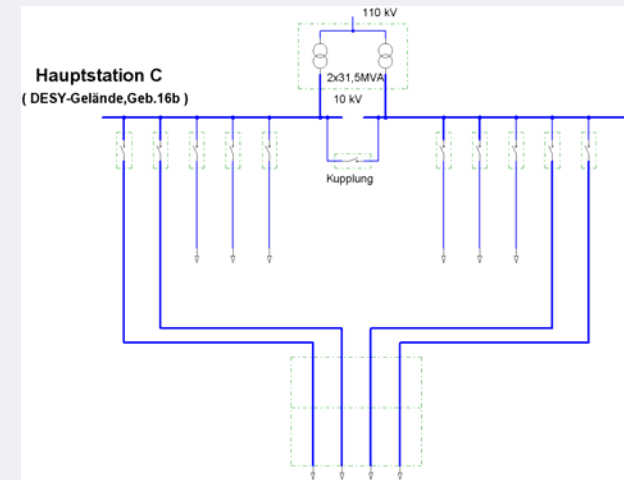 110 kV
Hauptstation C
2x31,5MVA
( DESY-Gelände,Geb.16b )
10 kV
Kupplung